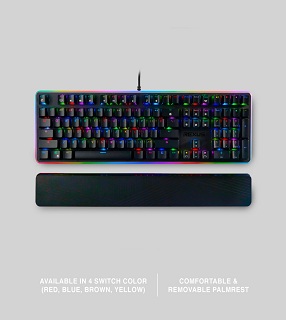 AVAILABLE IN 4 SWITCH COLOR
(RED, BLUE, BROWN, YELLOW)
COMFORTABLE &
REMOVABLE PALMREST